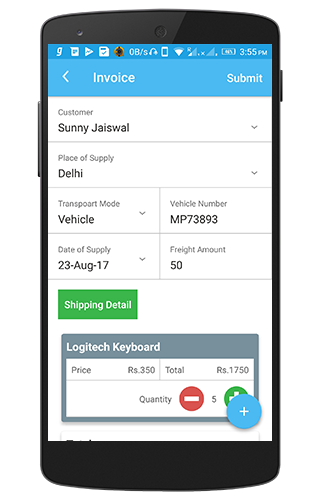 0B/s 3:55 PM
Invoice Submit
Customer
Sunny Jaiswal
Place of Supply
Delhi
Transpoart Mode Vehicle Number
Vehicle MP73893
Date of Supply Freight Amount
23-Aug-17 50
Shipping Detail
Logitech Keyboard
Price Rs.350 Total Rs.1750
Quantity 5